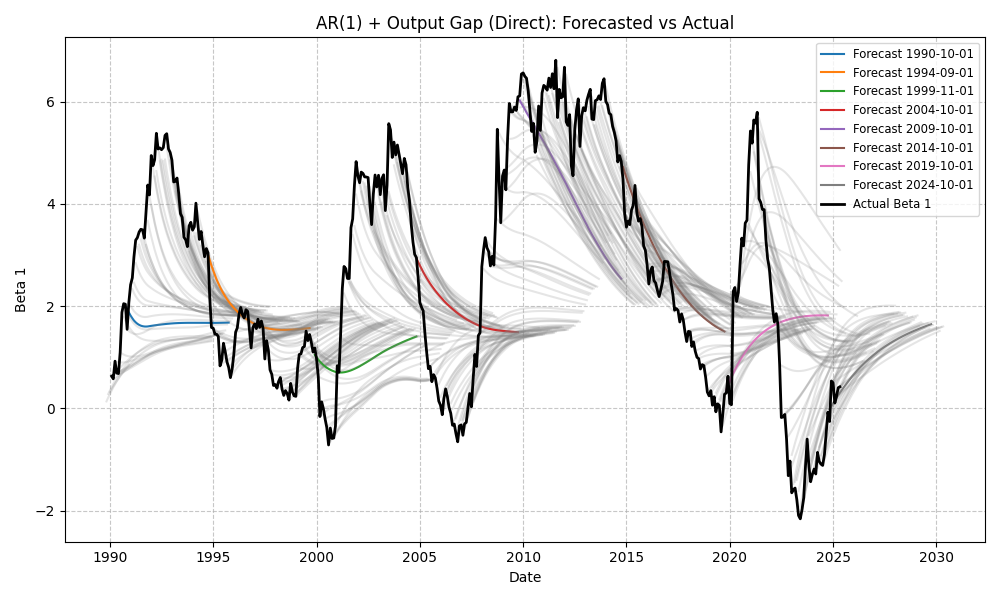 AR(1) + Output Gap (Direct): Forecasted vs Actual
Forecast 1990-10-01
Forecast 1994-09-01
Forecast 1999-11-01
Forecast 2004-10-01
Forecast 2009-10-01
Forecast 2014-10-01
Forecast 2019-10-01
Forecast 2024-10-01
Actual Beta 1
Beta 1
6
4
2
0
−2
1990 1995 2000 2005 2010 2015 2020 2025 2030
Date